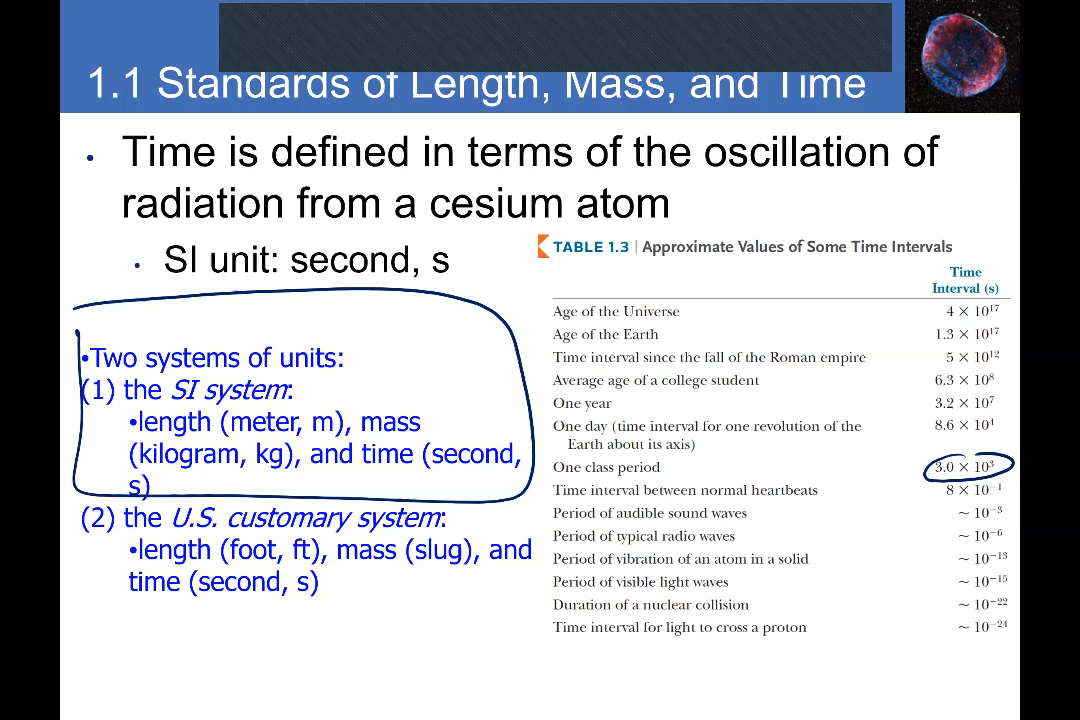 1.1 Standards of Length, Mass, and Time
• Time is defined in terms of the oscillation of
radiation from a cesium atom
• SI unit: second, s
•Two systems of units:
(1) the SI system:
•length (meter, m), mass
(kilogram, kg), and time (second,
s)
(2) the U.S. customary system:
•length (foot, ft), mass (slug), and
time (second, s)
TABLE 1.3 | Approximate Values of Some Time Intervals
Time
Interval (s)
Age of the Universe 4 × 10¹⁷
Age of the Earth 1.3 × 10¹⁷
Time interval since the fall of the Roman empire 5 × 10¹²
Average age of a college student 6.3 × 10⁸
One year 3.2 × 10⁷
One day (time interval for one revolution of the 8.6 × 10⁴
Earth about its axis)
One class period 3.0 × 10³
Time interval between normal heartbeats 8 × 10⁻¹
Period of audible sound waves ~ 10⁻³
Period of typical radio waves ~ 10⁻⁶
Period of vibration of an atom in a solid ~ 10⁻¹³
Period of visible light waves ~ 10⁻¹⁵
Duration of a nuclear collision ~ 10⁻²²
Time interval for light to cross a proton ~ 10⁻²⁴